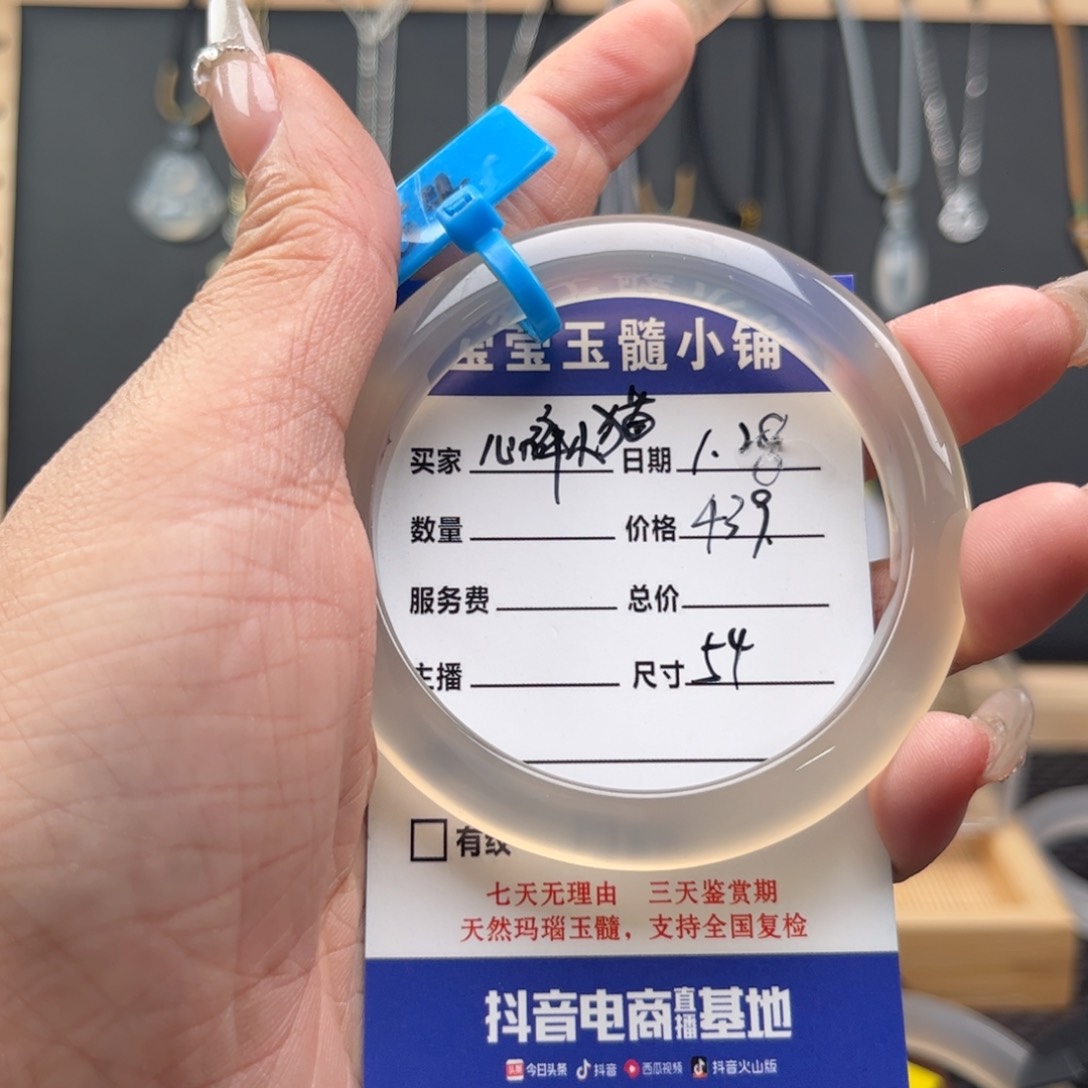 宝莹玉髓小铺
买家 心醉小猫 日期 1.28
数量 价格 439
服务费 总价
主播 尺寸 54
有纹
七天无理由 三天鉴赏期
天然玛瑙玉髓，支持全国复检
抖音电商直播基地
头条 今日头条 抖音 西瓜视频 抖音火山版